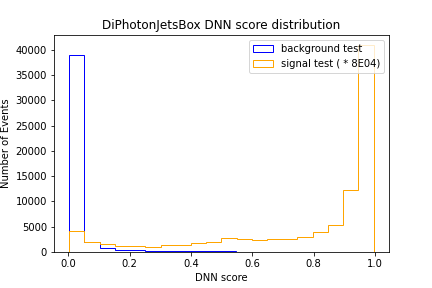 DiPhotonJetsBox DNN score distribution
background test
signal test ( * 8E04)
Number of Events
40000
35000
30000
25000
20000
15000
10000
5000
0
0.0 0.2 0.4 0.6 0.8 1.0
DNN score